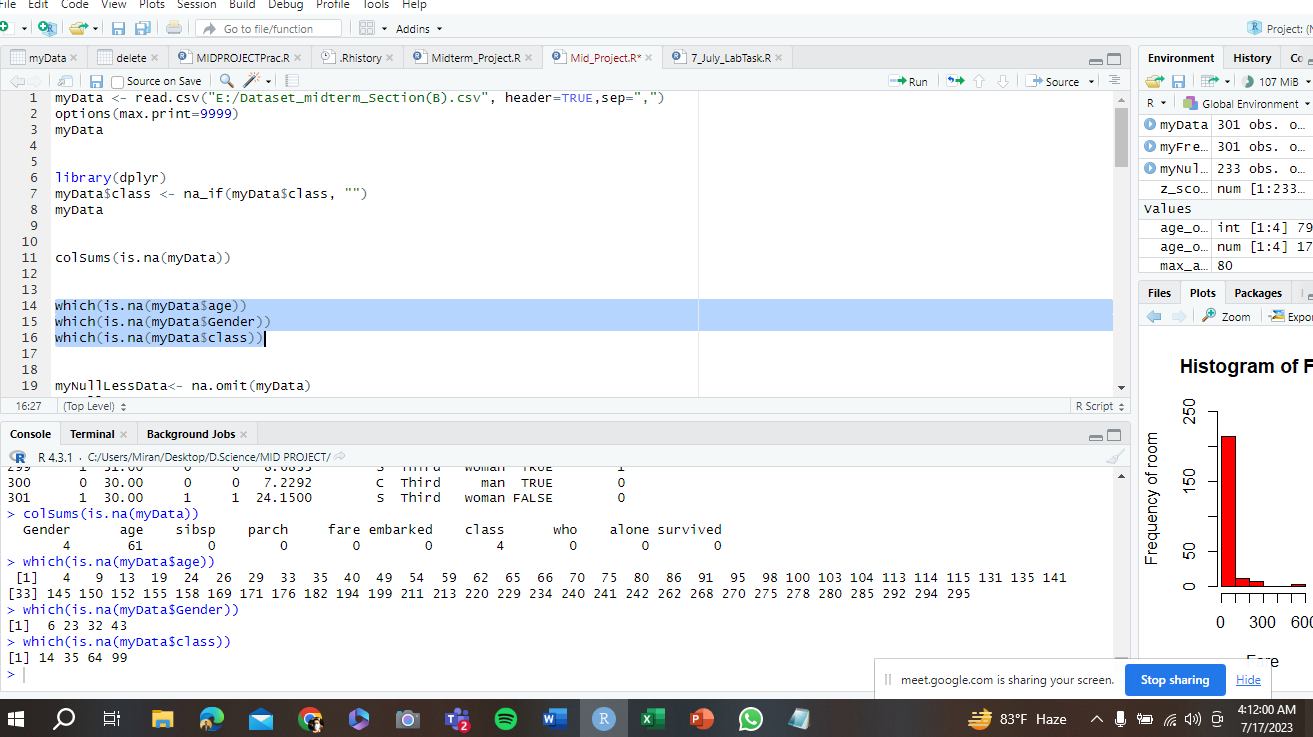 File Edit Code View Plots Session Build Debug Profile Tools Help
Go to file/function Addins Project: (N
myData delete MIDPROJECTPrac.R .Rhistory Midterm_Project.R Mid_Project.R* 7_July_LabTask.R
Source on Save Run Source
1 myData <- read.csv("E:/Dataset_midterm_Section(B).csv", header=TRUE,sep=",")
2 options(max.print=9999)
3 myData
4
5
6 library(dplyr)
7 myData$class <- na_if(myData$class, "")
8 myData
9
10
11 colSums(is.na(myData))
12
13
14 which(is.na(myData$age))
15 which(is.na(myData$Gender))
16 which(is.na(myData$class))
17
18
19 myNullLessData<- na.omit(myData)
16:27 (Top Level) R Script
Console Terminal Background Jobs
R 4.3.1 · C:/Users/Miran/Desktop/D.Science/MID PROJECT/
299 1 31.00 0 0 8.6833 S Third woman TRUE 1
300 0 30.00 0 0 7.2292 C Third man TRUE 0
301 1 30.00 1 1 24.1500 S Third woman FALSE 0
> colSums(is.na(myData))
Gender age sibsp parch fare embarked class who alone survived
4 61 0 0 0 0 4 0 0 0
> which(is.na(myData$age))
[1] 4 9 13 19 24 26 29 33 35 40 49 54 59 62 65 66 70 75 80 86 91 95 98 100 103 104 113 114 115 131 135 141
[33] 145 150 152 155 158 169 171 176 182 194 199 211 213 220 229 234 240 241 242 262 268 270 275 278 280 285 292 294 295
> which(is.na(myData$Gender))
[1] 6 23 32 43
> which(is.na(myData$class))
[1] 14 35 64 99
>
Environment History Co
107 MiB
R Global Environment
myData 301 obs. o…
myFre… 301 obs. o…
myNul… 233 obs. o…
z_sco… num [1:233…
Values
age_o… int [1:4] 79
age_o… num [1:4] 17
max_a… 80
Files Plots Packages
Zoom Expor
Histogram of F
Frequency of room
250
150
50
0
0 300 600
Fare
meet.google.com is sharing your screen. Stop sharing Hide
2
83°F Haze
4:12:00 AM
7/17/2023